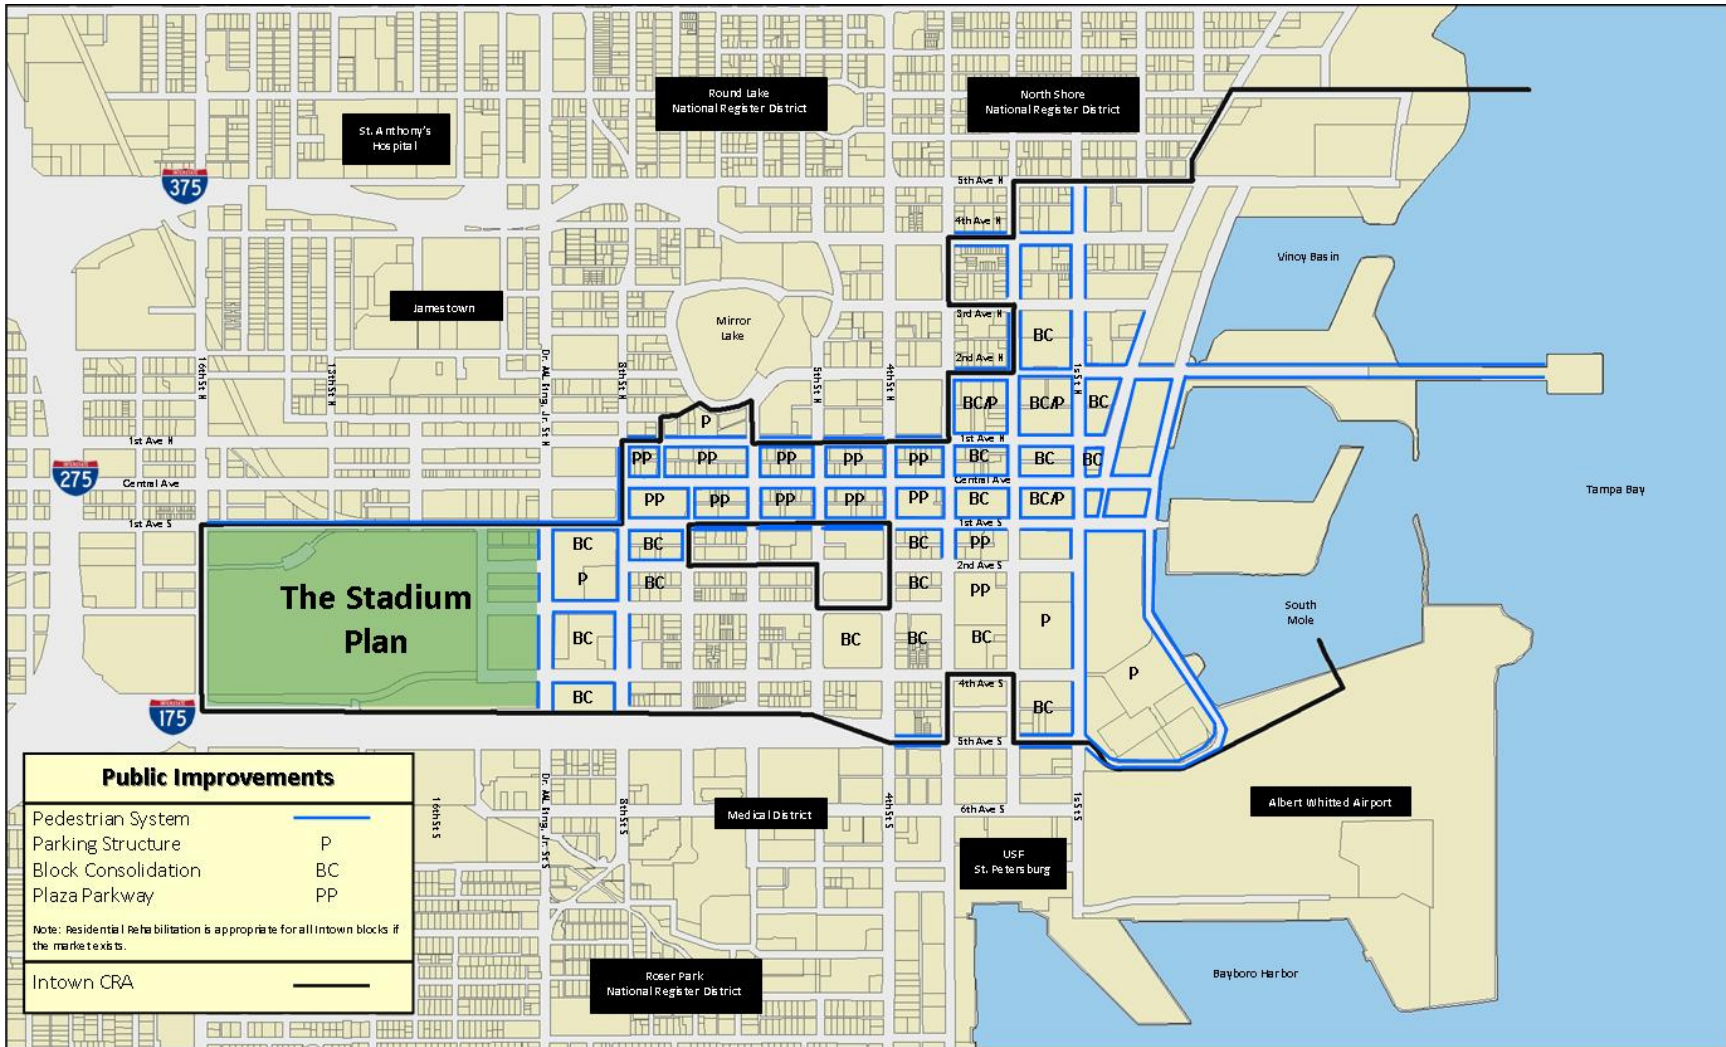 Round Lake
National Register District
North Shore
National Register District
St. Anthony's
Hospital
INTERSTATE
375
5th Ave N
4th Ave N
Vinoy Basin
Jamestown
Mirror
Lake
3rd Ave N
BC
2nd Ave N
16th St N
13th St N
Dr. ML King, Jr. St N
8th St N
5th St N
4th St N
1st St N
BC/P
BC/P
BC
P
1st Ave N
1st Ave N
PP
PP
PP
PP
PP
BC
BC
BC
INTERSTATE
275
Central Ave
Central Ave
Tampa Bay
PP
PP
PP
PP
PP
BC
BC/P
1st Ave S
1st Ave S
BC
BC
BC
PP
2nd Ave S
P
BC
BC
PP
The Stadium
Plan
South
Mole
P
BC
BC
BC
BC
P
4th Ave S
BC
BC
INTERSTATE
175
5th Ave S
Public Improvements
Pedestrian System
Parking Structure P
Block Consolidation BC
Plaza Parkway PP
Note: Residential Rehabilitation is appropriate for all Intown blocks if
the market exists.
Intown CRA
16th St S
Dr. ML King, Jr. St S
8th St S
4th St S
1st St S
Medical District
6th Ave S
Albert Whitted Airport
USF
St. Petersburg
Roser Park
National Register District
Bayboro Harbor